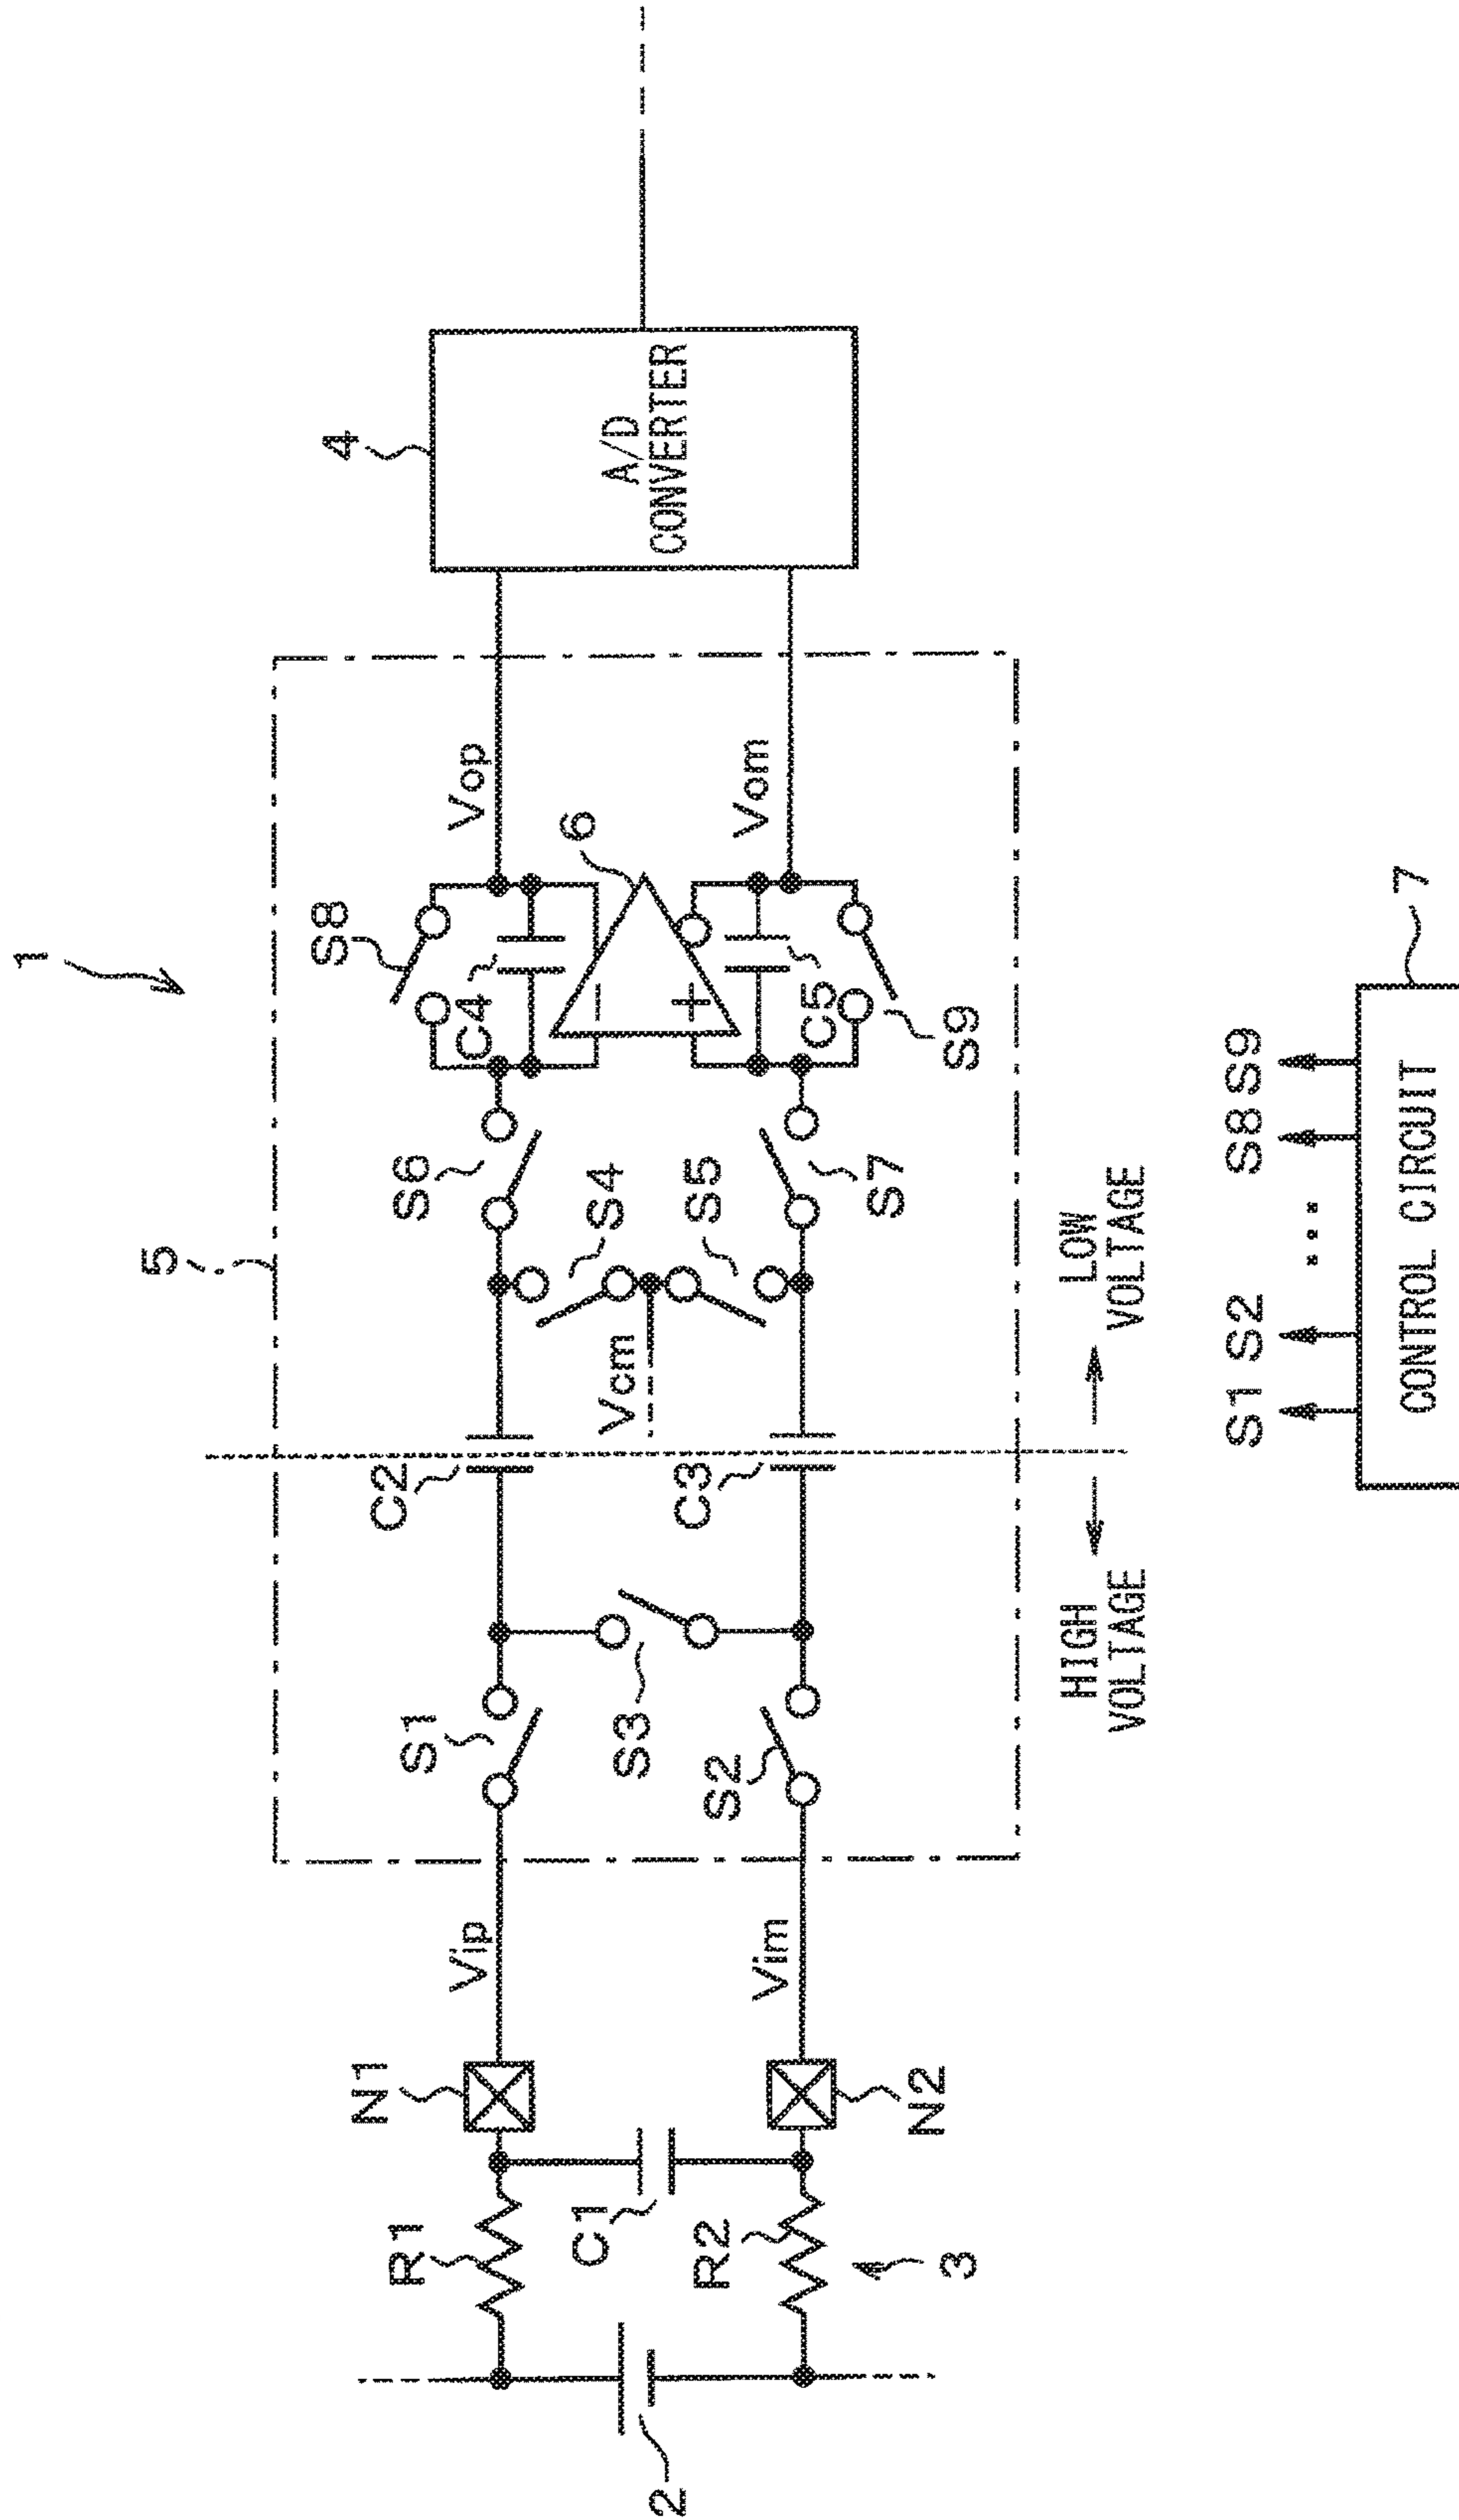 1
5
S8
4
N1
R1
Vip
S1
C2
S6
C4
Vop
6
S4
2
C1
S3
Vcm
A/D
CONVERTER
S5
R2
Vim
S2
C3
C5
Vom
3
N2
S7
S9
HIGH
VOLTAGE
LOW
VOLTAGE
S1 S2 ... S8 S9
CONTROL CIRCUIT
7